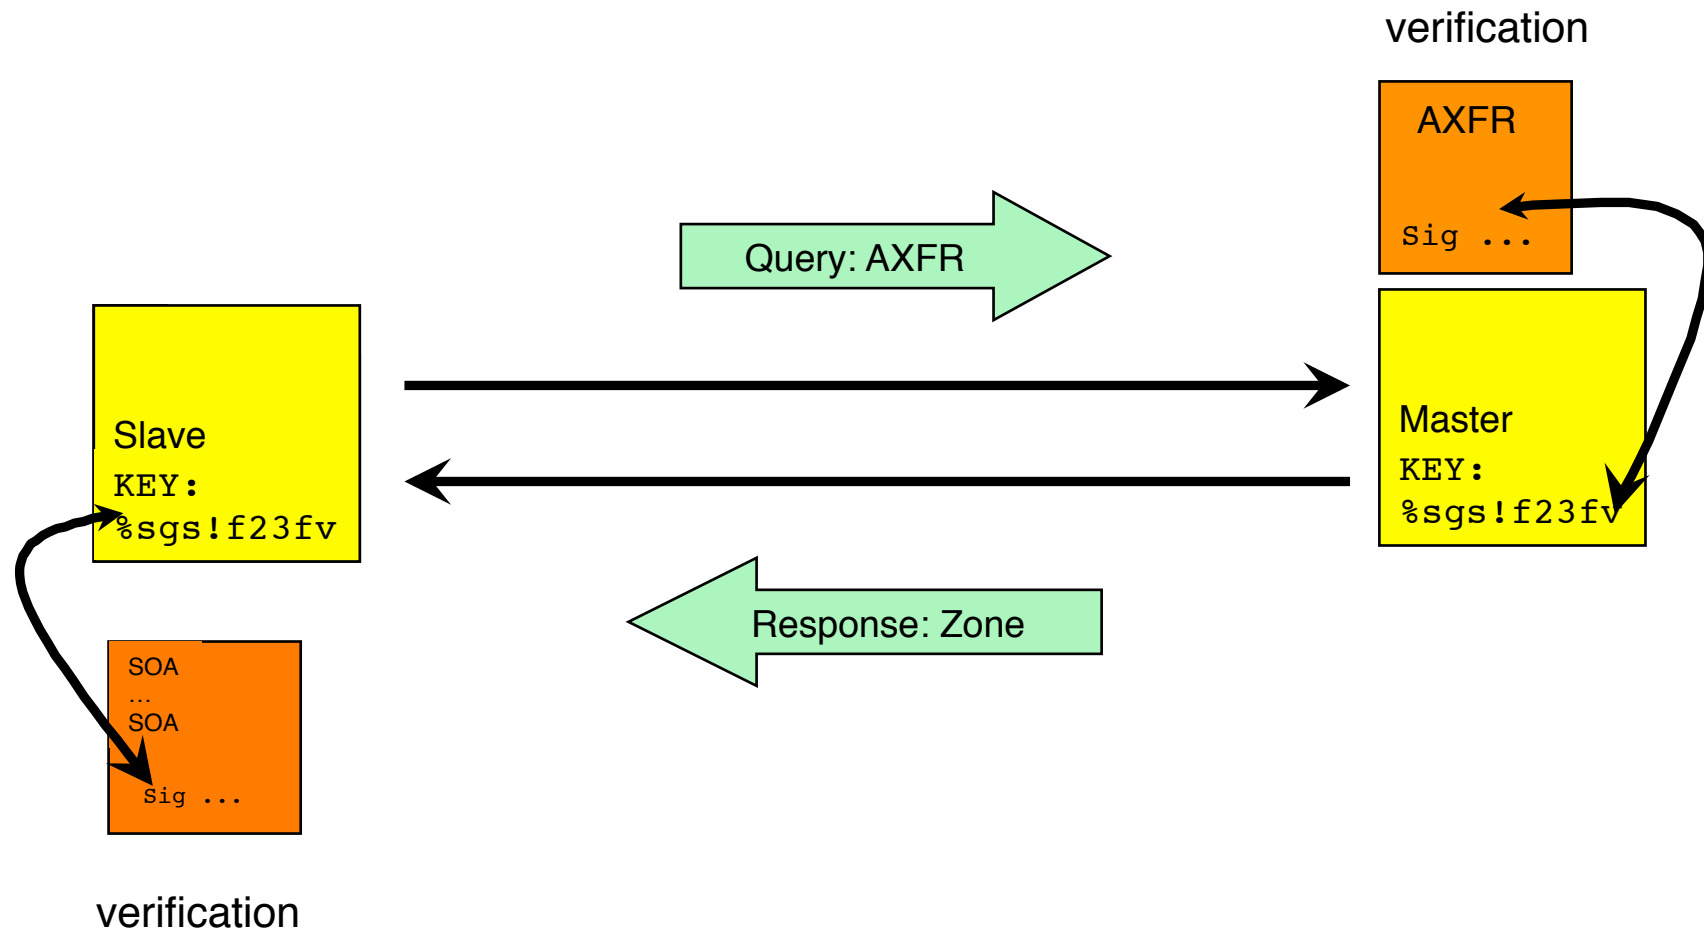 verification
AXFR
Sig ...
Query: AXFR
Slave
KEY:
%sgs!f23fv
Master
KEY:
%sgs!f23fv
Response: Zone
SOA
...
SOA
Sig ...
verification